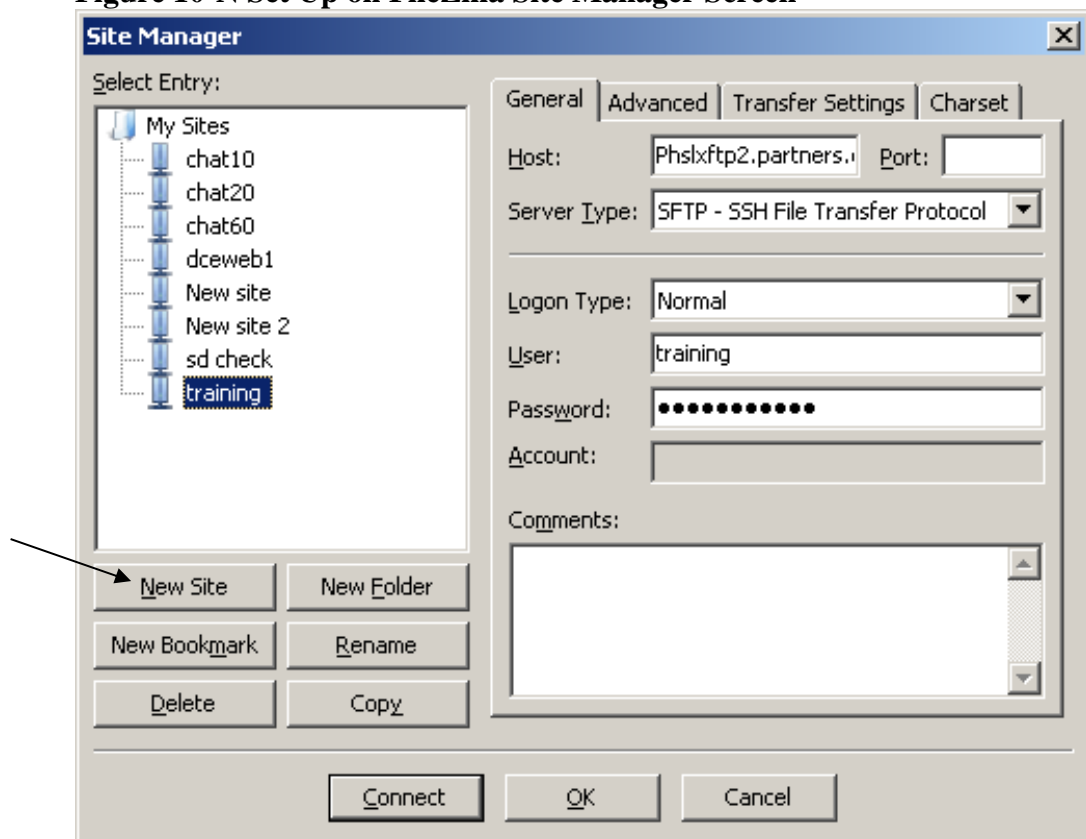 Figure 10-N Set Up on FileZilla Site Manager Screen
Site Manager
Select Entry:
My Sites
chat10
chat20
chat60
dceweb1
New site
New site 2
sd check
training
New Site
New Folder
New Bookmark
Rename
Delete
Copy
General
Advanced
Transfer Settings
Charset
Host:
Phslxftp2.partners.
Port:
Server Type:
SFTP - SSH File Transfer Protocol
Logon Type:
Normal
User:
training
Password:
●●●●●●●●●●●
Account:
Comments:
Connect
OK
Cancel